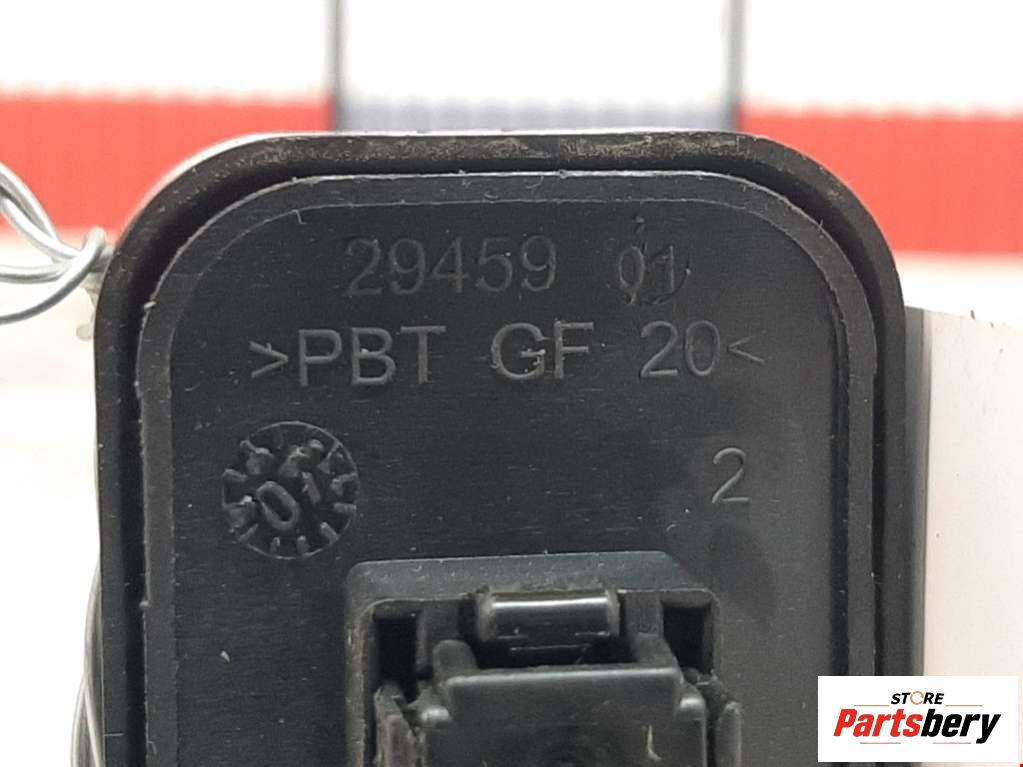 29459 01
>PBT GF 20<
2
STORE
Partsbery